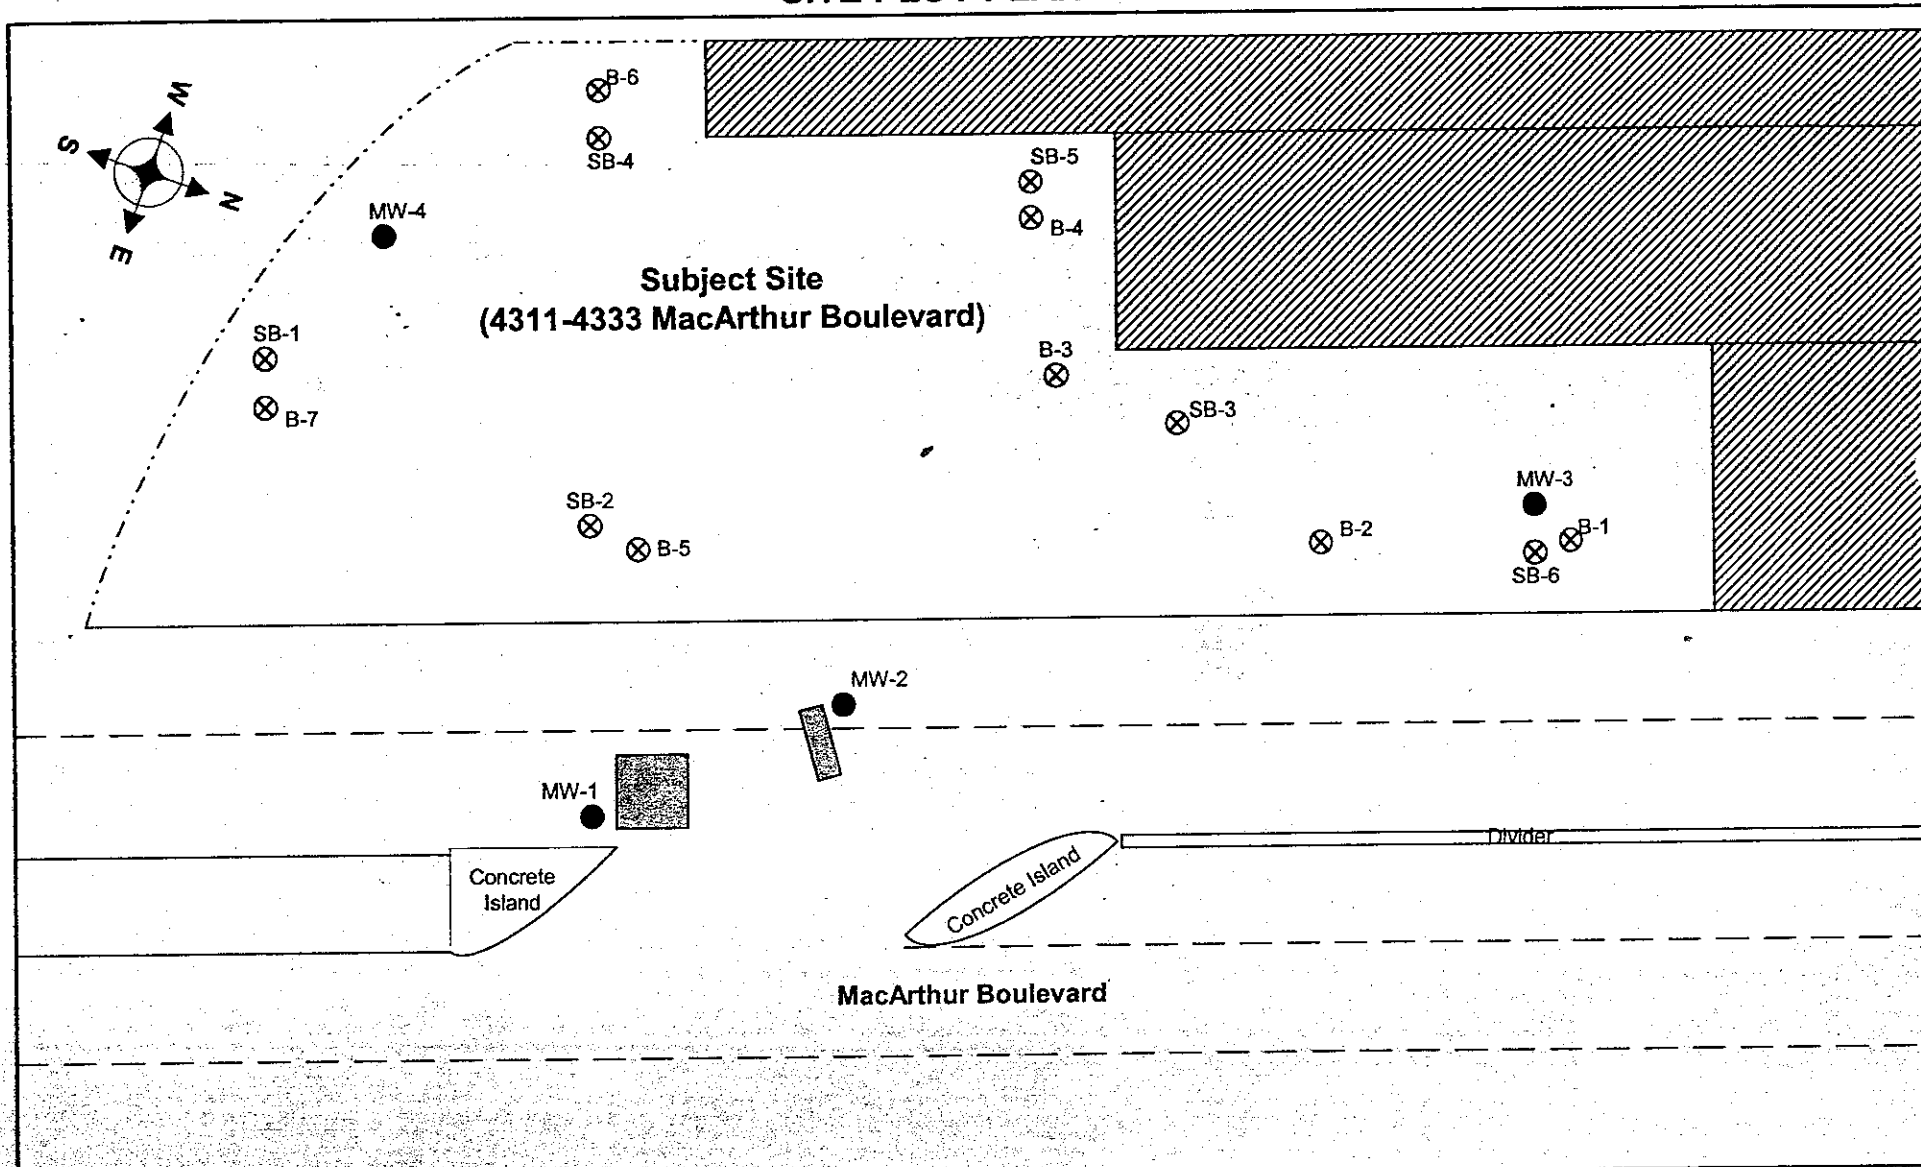 W
S
N
E
B-6
SB-4
SB-5
B-4
MW-4
Subject Site
(4311-4333 MacArthur Boulevard)
SB-1
B-7
B-3
SB-3
SB-2
B-5
MW-3
B-2
B-1
SB-6
MW-2
MW-1
Divider
Concrete
Island
Concrete Island
MacArthur Boulevard